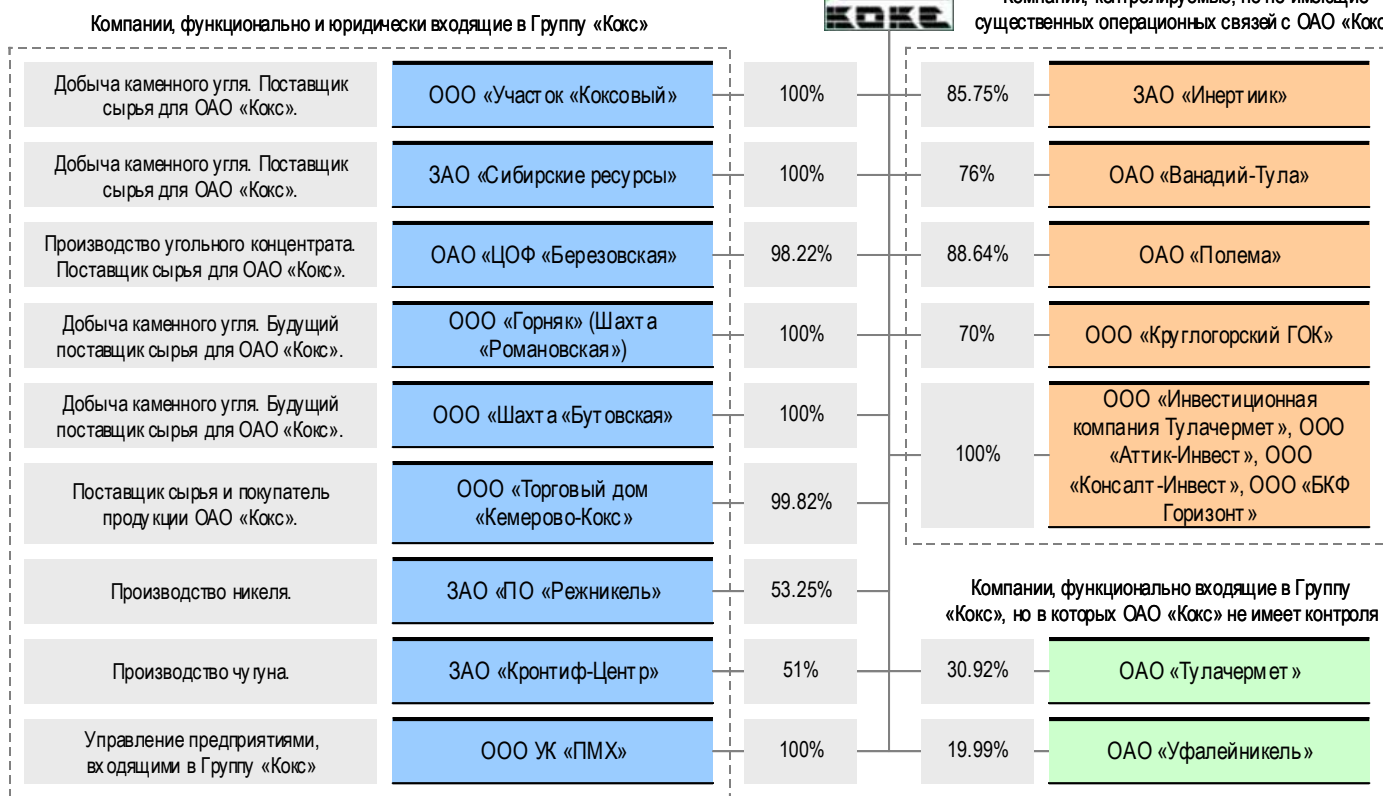 Компании, функционально и юридически входящие в Группу «Кокс»
Добыча каменного угля. Поставщик
сырья для ОАО «Кокс».
ООО «Участок «Коксовый»
100%
Добыча каменного угля. Поставщик
сырья для ОАО «Кокс».
ЗАО «Сибирские ресурсы»
100%
Производство угольного концентрата.
Поставщик сырья для ОАО «Кокс».
ОАО «ЦОФ «Березовская»
98.22%
Добыча каменного угля. Будущий
поставщик сырья для ОАО «Кокс».
ООО «Горняк» (Шахта
«Романовская»)
100%
Добыча каменного угля. Будущий
поставщик сырья для ОАО «Кокс».
ООО «Шахта «Бутовская»
100%
Поставщик сырья и покупатель
продукции ОАО «Кокс».
ООО «Торговый дом
«Кемерово-Кокс»
99.82%
Производство никеля.
ЗАО «ПО «Режникель»
53.25%
Производство чугуна.
ЗАО «Кронтиф-Центр»
51%
Управление предприятиями,
входящими в Группу «Кокс»
ООО УК «ПМХ»
100%
КОКС
Компании, контролируемые, но не имеющие
существенных операционных связей с ОАО «Кокс
85.75%
ЗАО «Инертиик»
76%
ОАО «Ванадий-Тула»
88.64%
ОАО «Полема»
70%
ООО «Круглогорский ГОК»
100%
ООО «Инвестиционная
компания Тулачермет», ООО
«Аттик-Инвест», ООО
«Консалт-Инвест», ООО «БКФ
Горизонт»
Компании, функционально входящие в Группу
«Кокс», но в которых ОАО «Кокс» не имеет контроля
30.92%
ОАО «Тулачермет»
19.99%
ОАО «Уфалейникель»